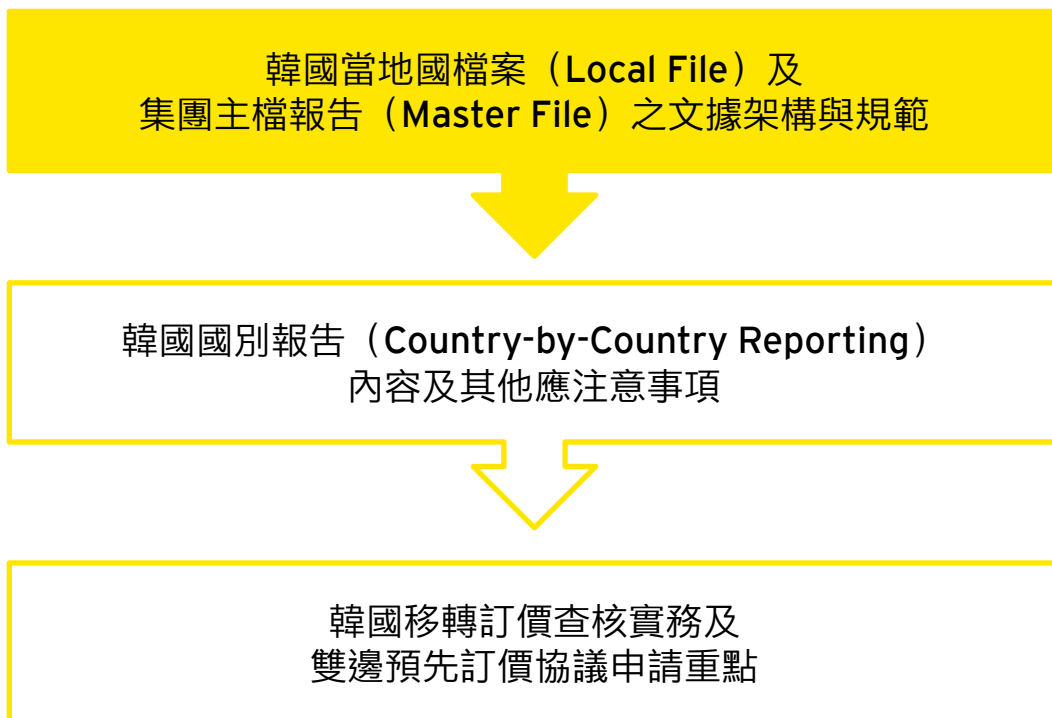 韓國當地國檔案（Local File）及
集團主檔報告（Master File）之文據架構與規範
韓國國別報告（Country-by-Country Reporting）
內容及其他應注意事項
韓國移轉訂價查核實務及
雙邊預先訂價協議申請重點